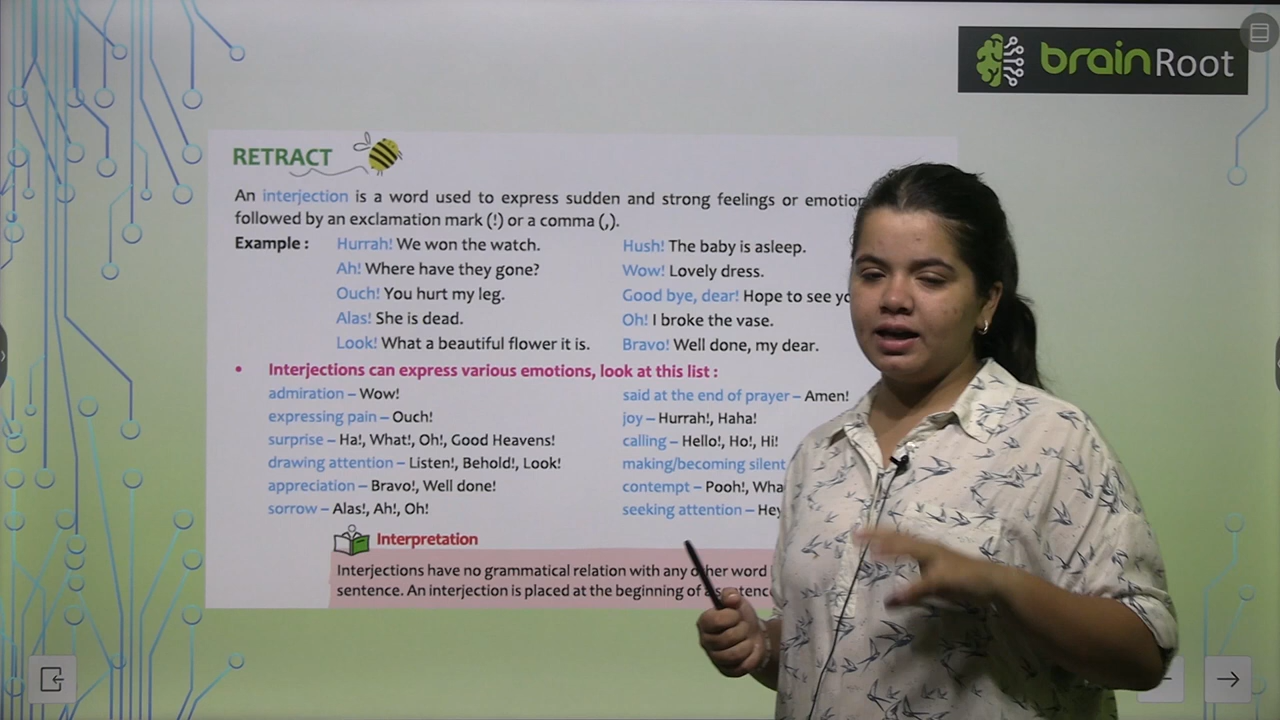 brainRoot
RETRACT
An interjection is a word used to express sudden and strong feelings or
followed by an exclamation mark (!) or a comma (,).
Example : Hurrah! We won the watch. Hush! The baby is asleep.
Ah! Where have they gone? Wow! Lovely dress.
Ouch! You hurt my leg. Good bye, dear! Hope to see
Alas! She is dead. Oh! I broke the vase.
Look! What a beautiful flower it is. Bravo! Well done, my dear.
• Interjections can express various emotions, look at this list :
admiration – Wow! said at the end of prayer – Amen!
expressing pain – Ouch! joy – Hurrah!, Haha!
surprise – Ha!, What!, Oh!, Good Heavens! calling – Hello!, Ho!, Hi!
drawing attention – Listen!, Behold!, Look! making/becoming silent
appreciation – Bravo!, Well done! contempt – Pooh!,
sorrow – Alas!, Ah!, Oh! seeking attention –
Interpretation
Interjections have no grammatical relation with any other word
sentence. An interjection is placed at the beginning of a